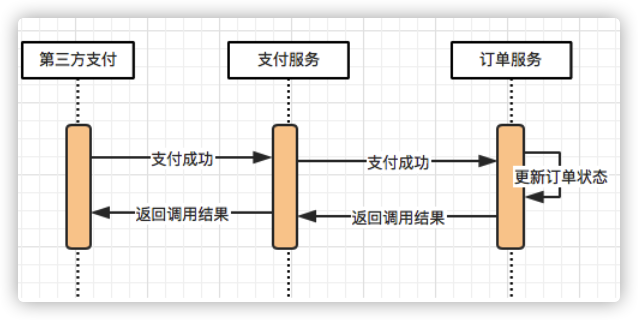 第三方支付
支付服务
订单服务
支付成功
支付成功
更新订单状态
返回调用结果
返回调用结果